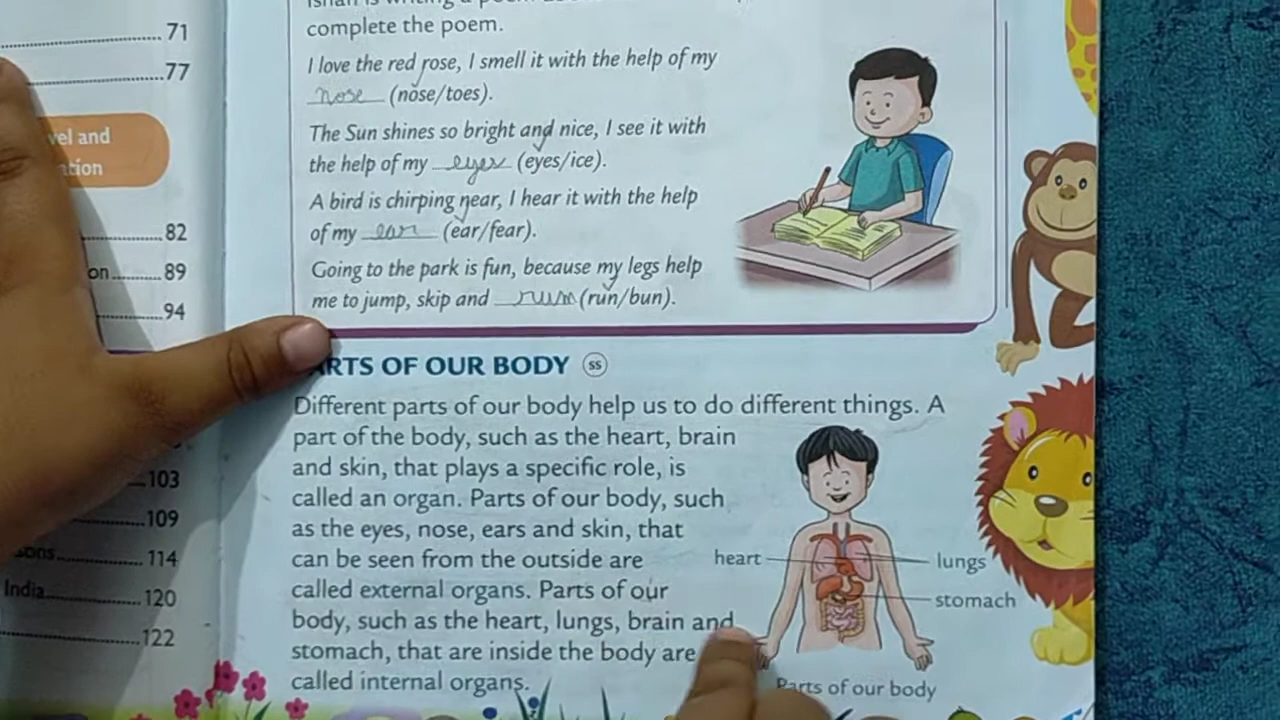 71
77
vel and
ation
82
on 89
94
103
109
sons 114
India 120
122
complete the poem.
I love the red rose, I smell it with the help of my
nose (nose/toes).
The Sun shines so bright and nice, I see it with
the help of my eyes (eyes/ice).
A bird is chirping near, I hear it with the help
of my ear (ear/fear).
Going to the park is fun, because my legs help
me to jump, skip and (run/bun).
ARTS OF OUR BODY SS
Different parts of our body help us to do different things. A
part of the body, such as the heart, brain
and skin, that plays a specific role, is
called an organ. Parts of our body, such
as the eyes, nose, ears and skin, that
can be seen from the outside are
called external organs. Parts of our
body, such as the heart, lungs, brain and
stomach, that are inside the body are
called internal organs.
heart
lungs
stomach
Parts of our body